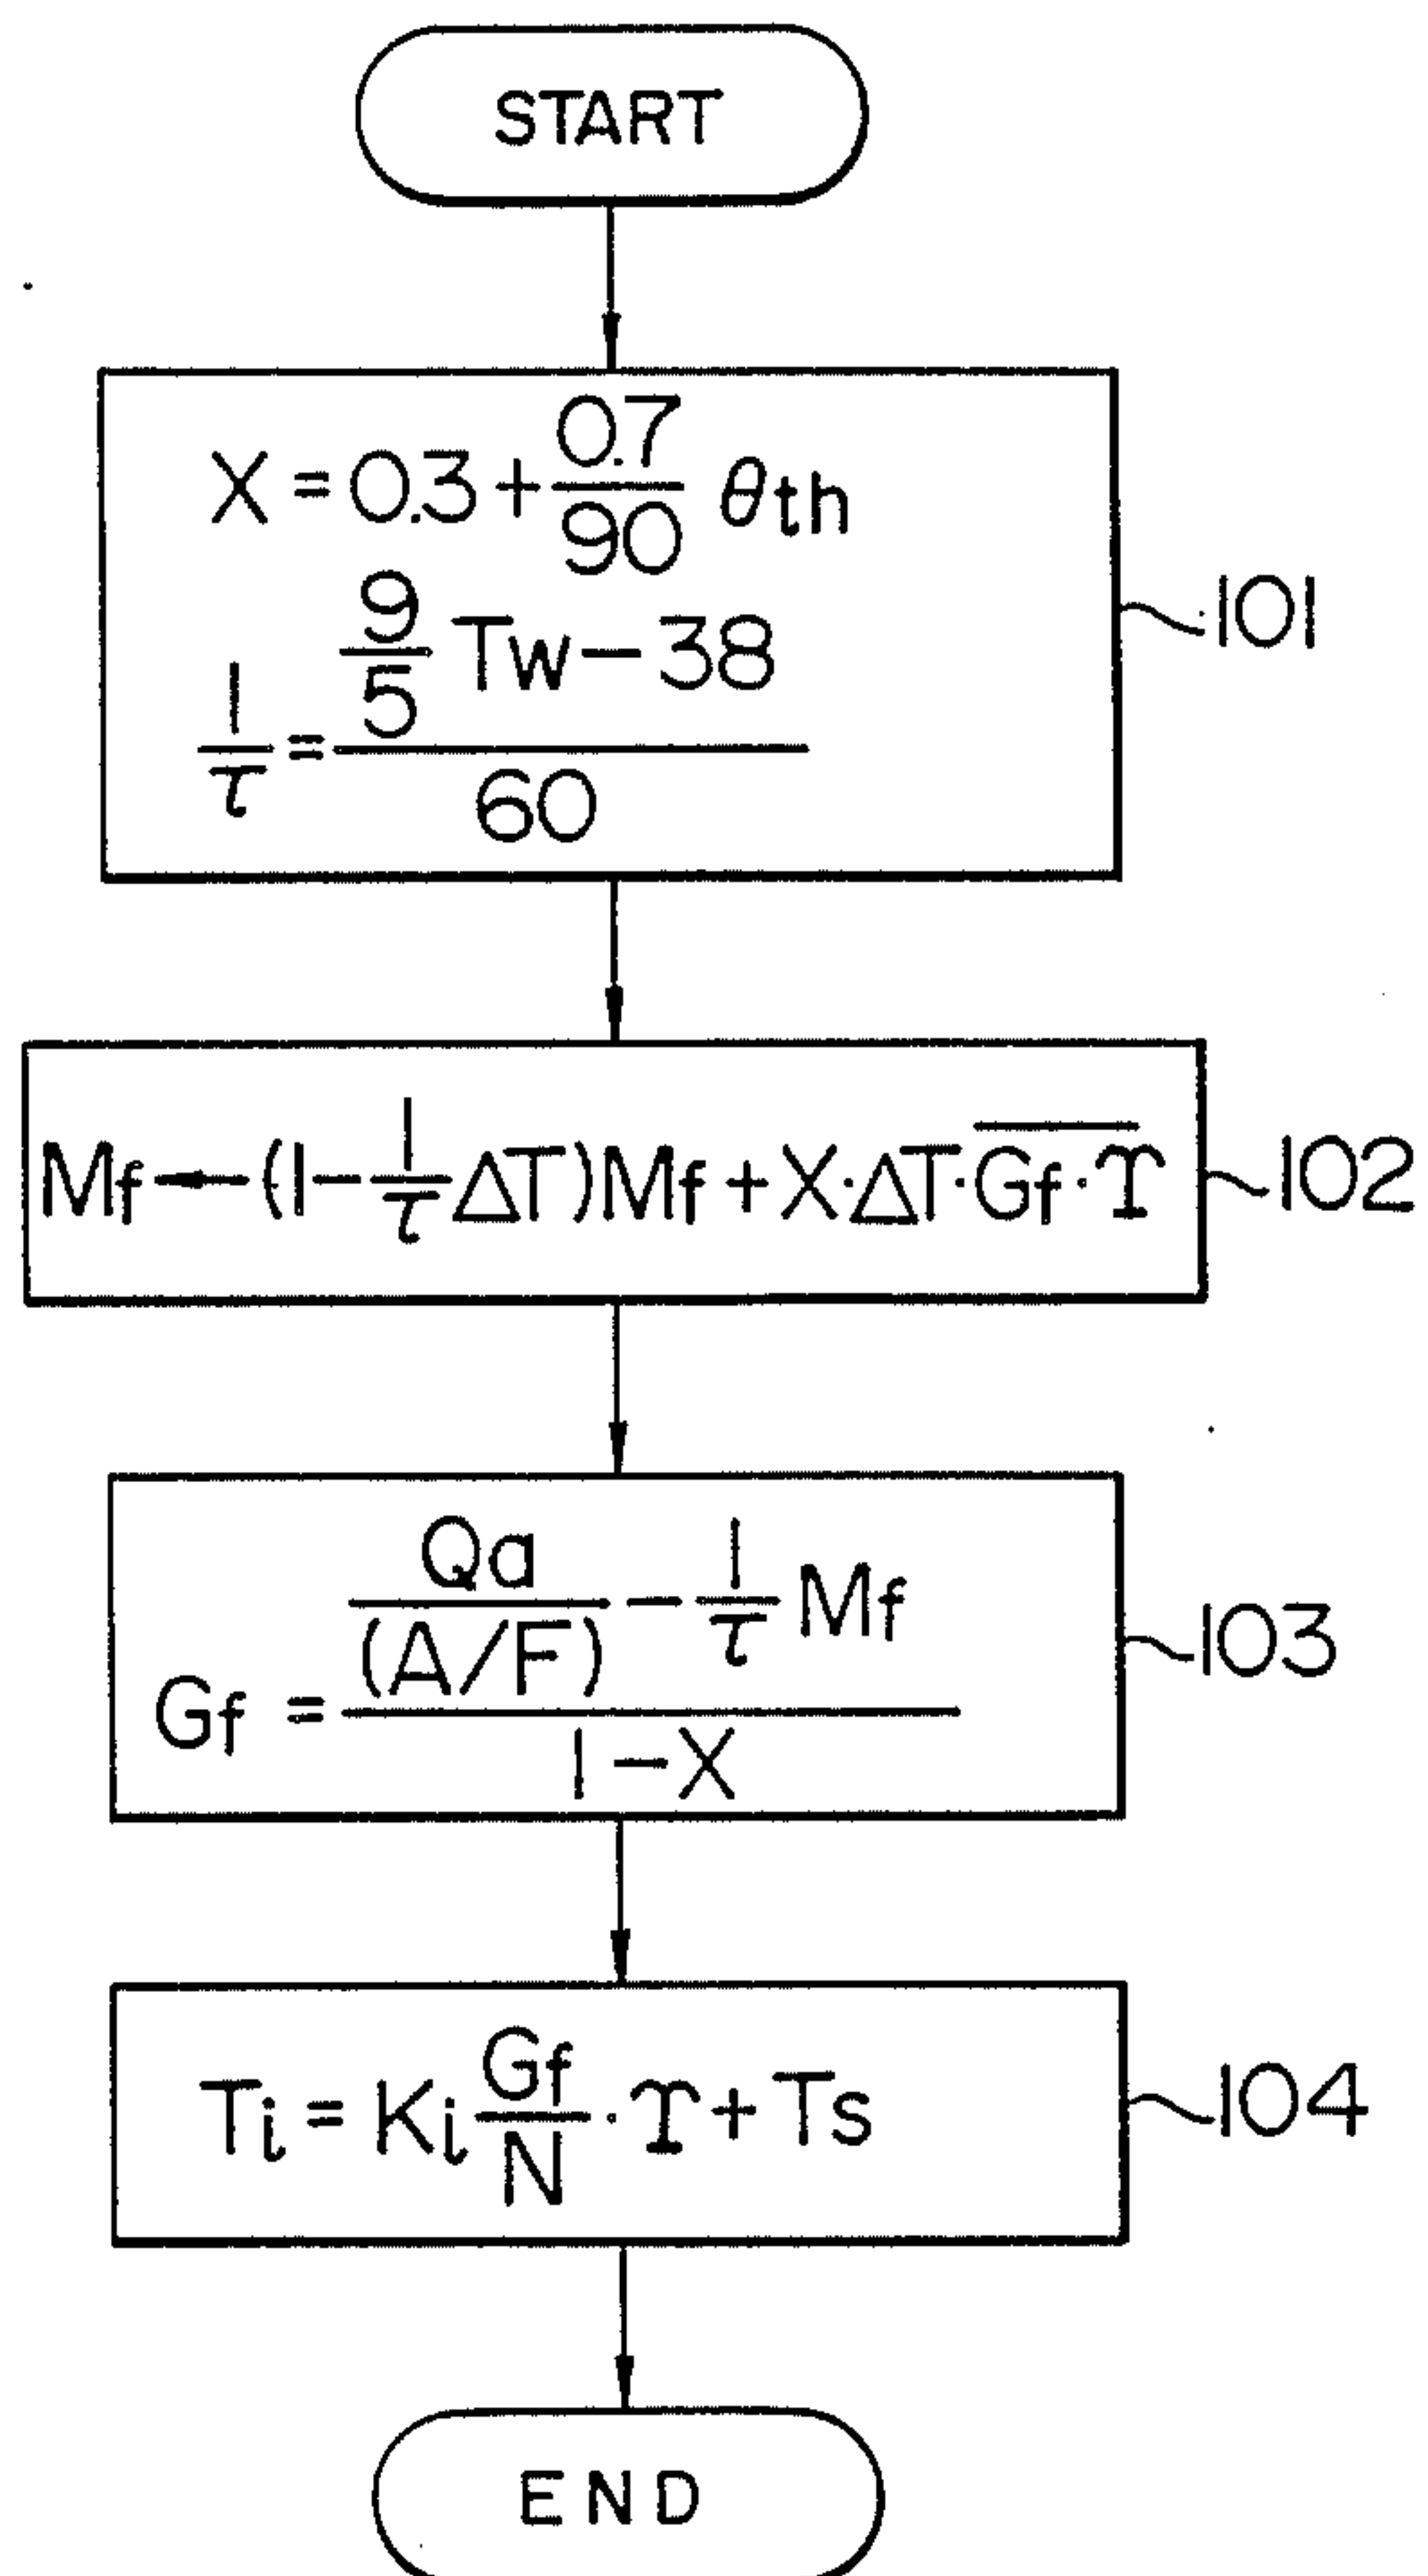 START
X = 0.3 + 0.7/90 θth
1/τ = (9/5 Tw − 38)/60
101
Mf ← (1 − 1/τ ΔT)Mf + X·ΔT·\overline{Gf·ϒ}
102
Gf = (Qa/(A/F) − 1/τ Mf)/(1 − X)
103
Ti = Ki Gf/N · ϒ + Ts
104
END